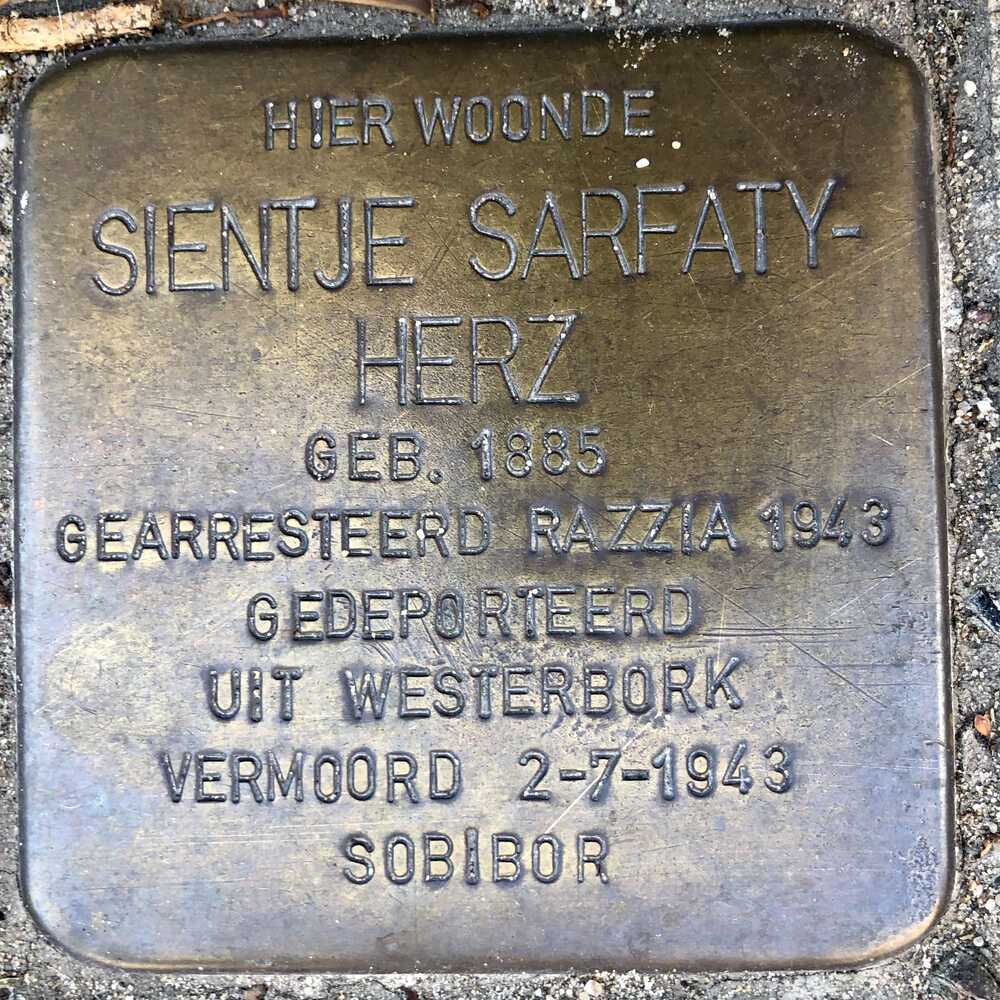 HIER WOONDE
SIENTJE SARFATY-
HERZ
GEB. 1885
GEARRESTEERD RAZZIA 1943
GEDEPORTEERD
UIT WESTERBORK
VERMOORD 2-7-1943
SOBIBOR